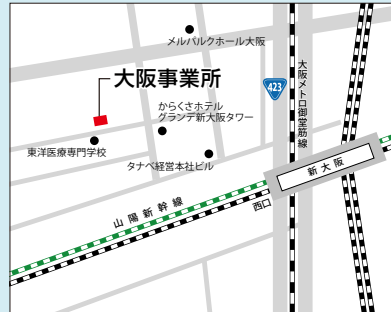 メルパルクホール大阪
大阪事業所
423
大阪メトロ御堂筋線
からくさホテル
グランデ新大阪タワー
東洋医療専門学校
タナベ経営本社ビル
新大阪
西口
山陽新幹線